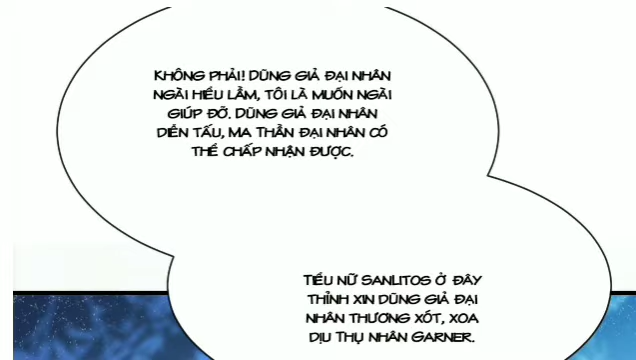 KHÔNG PHẢI! DŨNG GIẢ ĐẠI NHÂN
NGÀI HIỂU LẦM, TÔI LÀ MUỐN NGÀI
GIÚP ĐỠ. DŨNG GIẢ ĐẠI NHÂN
DIỄN TẤU, MA THẦN ĐẠI NHÂN CÓ
THỂ CHẤP NHẬN ĐƯỢC.
TIỂU NỮ SANLITOS Ở ĐÂY
THỈNH XIN DŨNG GIẢ ĐẠI
NHÂN THƯƠNG XÓT, XOA
DỊU THỤ NHÂN GARNER.